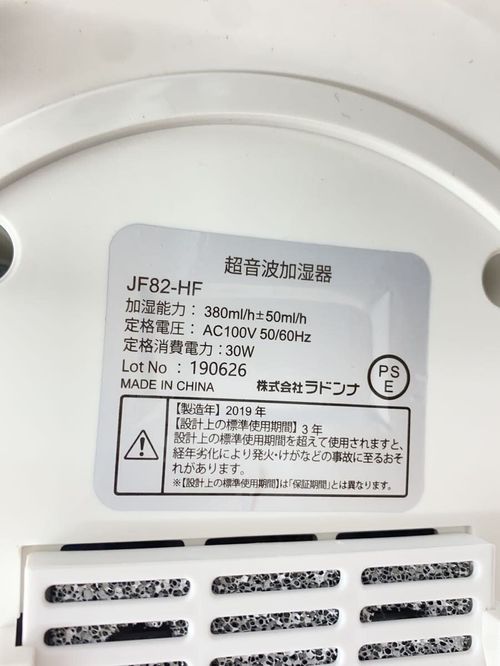 超音波加湿器
JF82-HF
加湿能力： 380ml/h±50ml/h
定格電圧： AC100V 50/60Hz
定格消費電力：30W
Lot No ：190626
MADE IN CHINA 株式会社ラドンナ
PS
E
【製造年】2019 年
【設計上の標準使用期間】3 年
設計上の標準使用期間を超えて使用されますと、
経年劣化により発火・けがなどの事故に至るおそ
れがあります。
※【設計上の標準使用期間】は「保証期間」とは異なります。